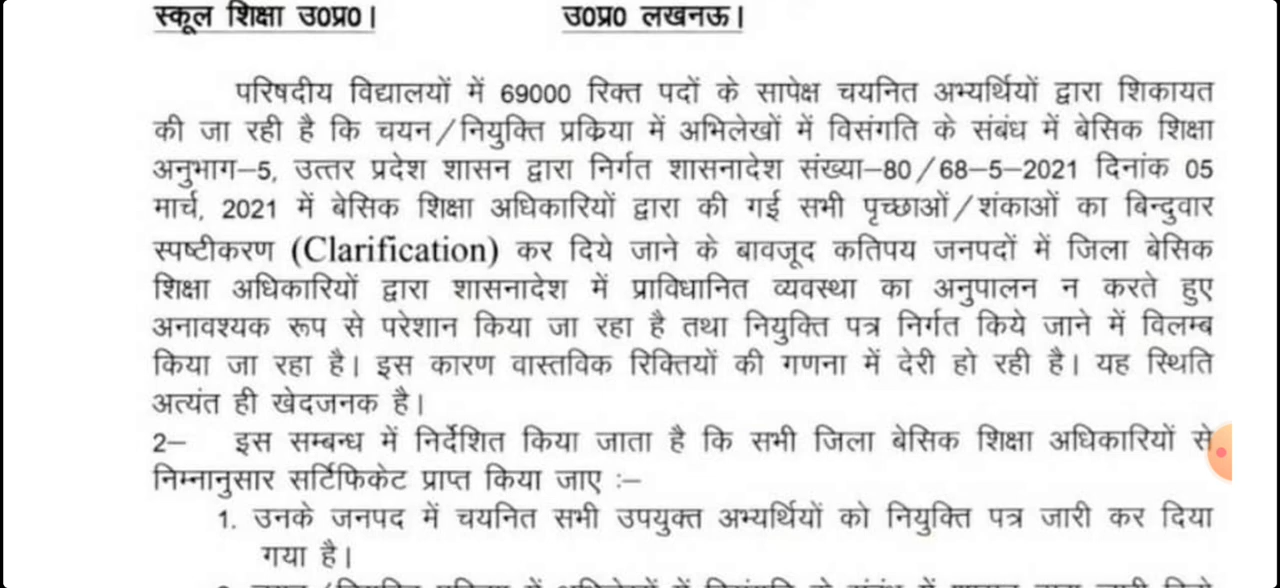 स्कूल शिक्षा उ0प्र0। उ0प्र0 लखनऊ।
परिषदीय विद्यालयों में 69000 रिक्त पदों के सापेक्ष चयनित अभ्यर्थियों द्वारा शिकायत
की जा रही है कि चयन/नियुक्ति प्रक्रिया में अभिलेखों में विसंगति के संबंध में बेसिक शिक्षा
अनुभाग–5, उत्तर प्रदेश शासन द्वारा निर्गत शासनादेश संख्या–80/68–5–2021 दिनांक 05
मार्च, 2021 में बेसिक शिक्षा अधिकारियों द्वारा की गई सभी पृच्छाओं/शंकाओं का बिन्दुवार
स्पष्टीकरण (Clarification) कर दिये जाने के बावजूद कतिपय जनपदों में जिला बेसिक
शिक्षा अधिकारियों द्वारा शासनादेश में प्राविधानित व्यवस्था का अनुपालन न करते हुए
अनावश्यक रूप से परेशान किया जा रहा है तथा नियुक्ति पत्र निर्गत किये जाने में विलम्ब
किया जा रहा है। इस कारण वास्तविक रिक्तियों की गणना में देरी हो रही है। यह स्थिति
अत्यंत ही खेदजनक है।
2– इस सम्बन्ध में निर्देशित किया जाता है कि सभी जिला बेसिक शिक्षा अधिकारियों से
निम्नानुसार सर्टिफिकेट प्राप्त किया जाए :–
1. उनके जनपद में चयनित सभी उपयुक्त अभ्यर्थियों को नियुक्ति पत्र जारी कर दिया
गया है।